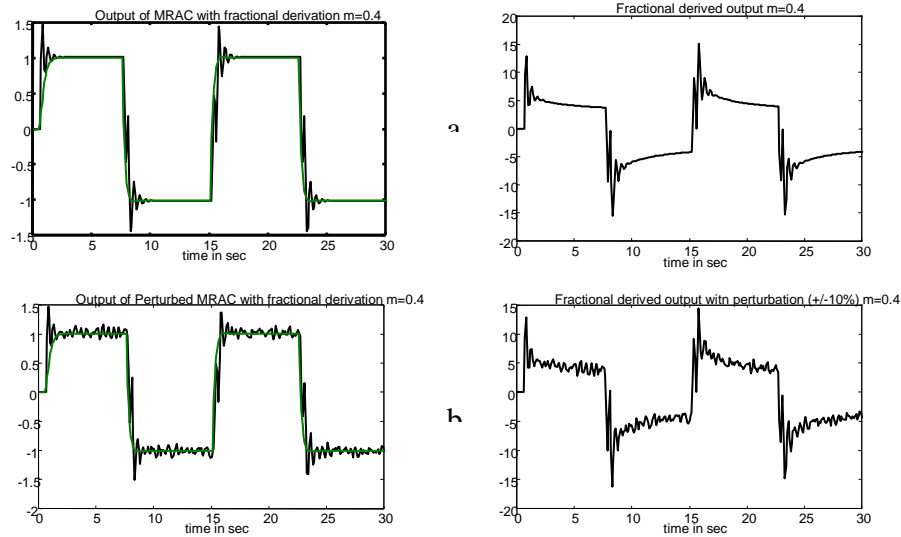 Output of MRAC with fractional derivation m=0.4
1.5
1
0.5
0
-0.5
-1
-1.5
0 5 10 15 20 25 30
time in sec
a
Fractional derived output m=0.4
20
15
10
5
0
-5
-10
-15
-20
0 5 10 15 20 25 30
time in sec
Output of Perturbed MRAC with fractional derivation m=0.4
1.5
1
0.5
0
-0.5
-1
-1.5
-2
0 5 10 15 20 25 30
time in sec
b
Fractional derived output witn perturbation (+/-10%) m=0.4
15
10
5
0
-5
-10
-15
-20
0 5 10 15 20 25 30
time in sec